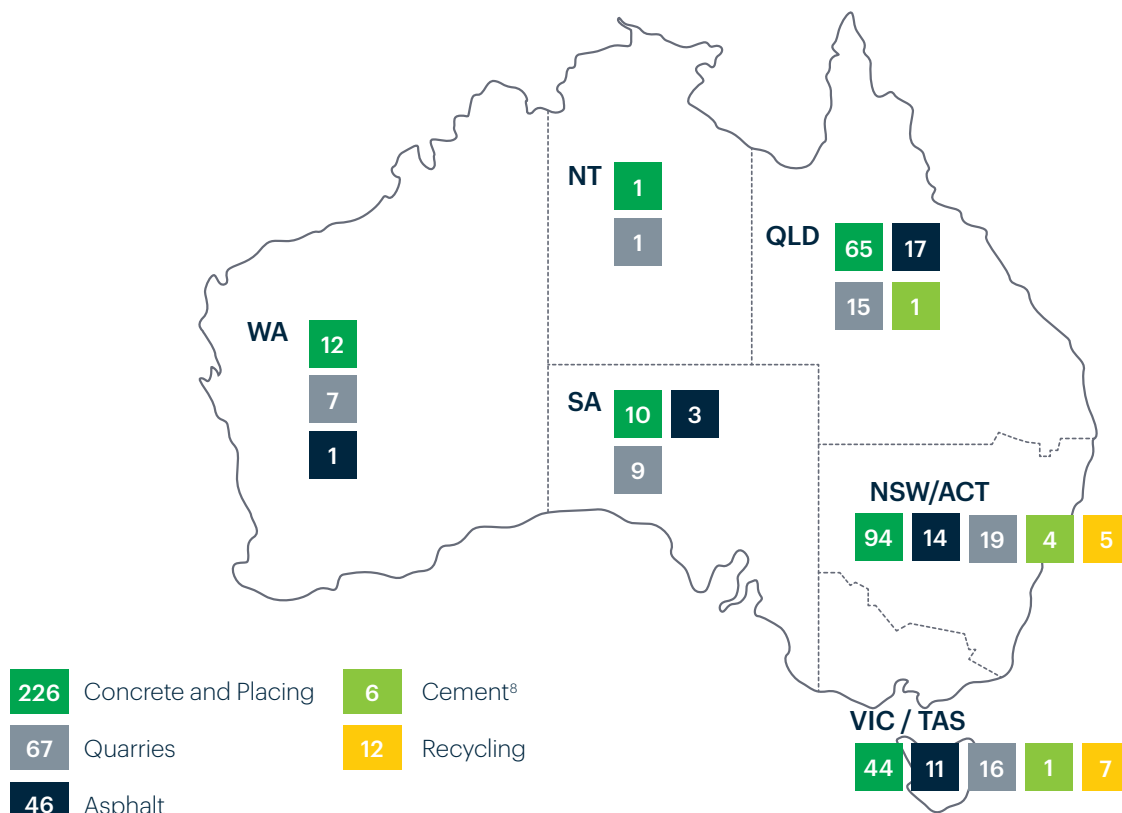 NT
1
1
QLD
65 17
15 1
WA
12
7
1
SA
10 3
9
NSW/ACT
94 14 19 4 5
226 Concrete and Placing
6 Cement⁸
67 Quarries
12 Recycling
46 Asphalt
VIC / TAS
44 11 16 1 7